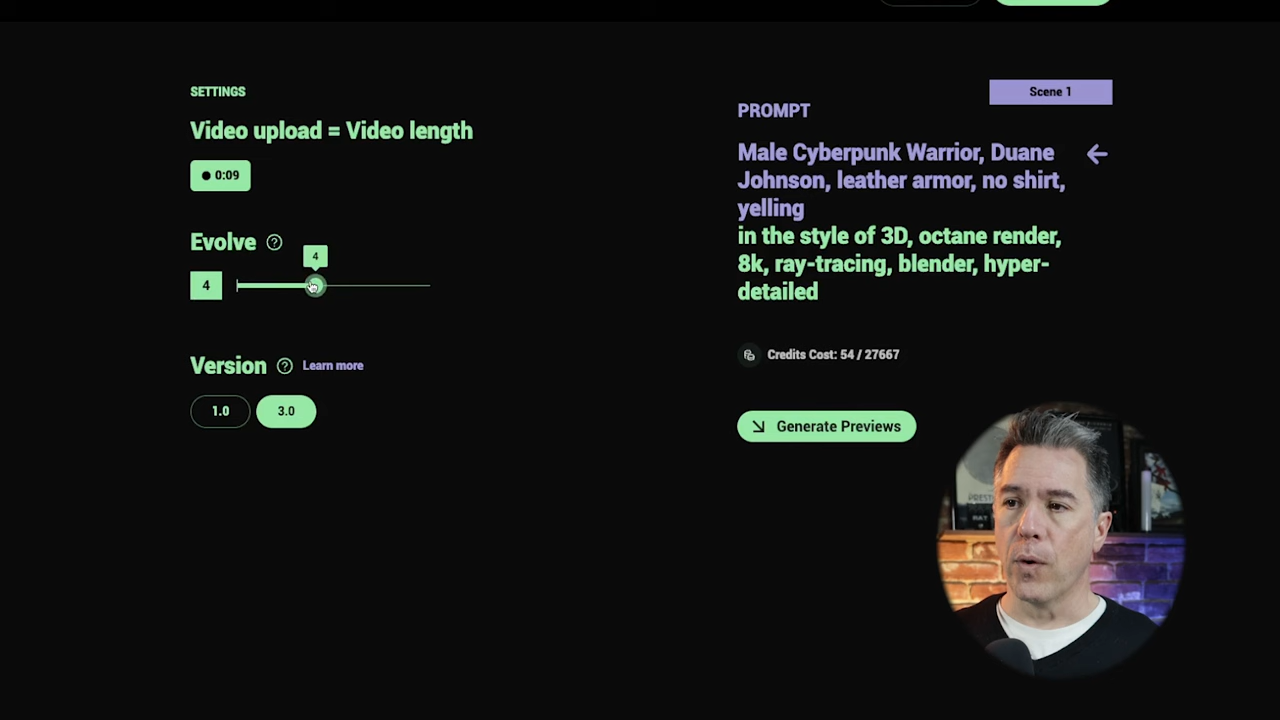 SETTINGS
Video upload = Video length
0:09
Evolve ?
4
4
Version ? Learn more
1.0 3.0
Scene 1
PROMPT
Male Cyberpunk Warrior, Duane
Johnson, leather armor, no shirt,
yelling
in the style of 3D, octane render,
8k, ray-tracing, blender, hyper-
detailed
Credits Cost: 54 / 27667
Generate Previews